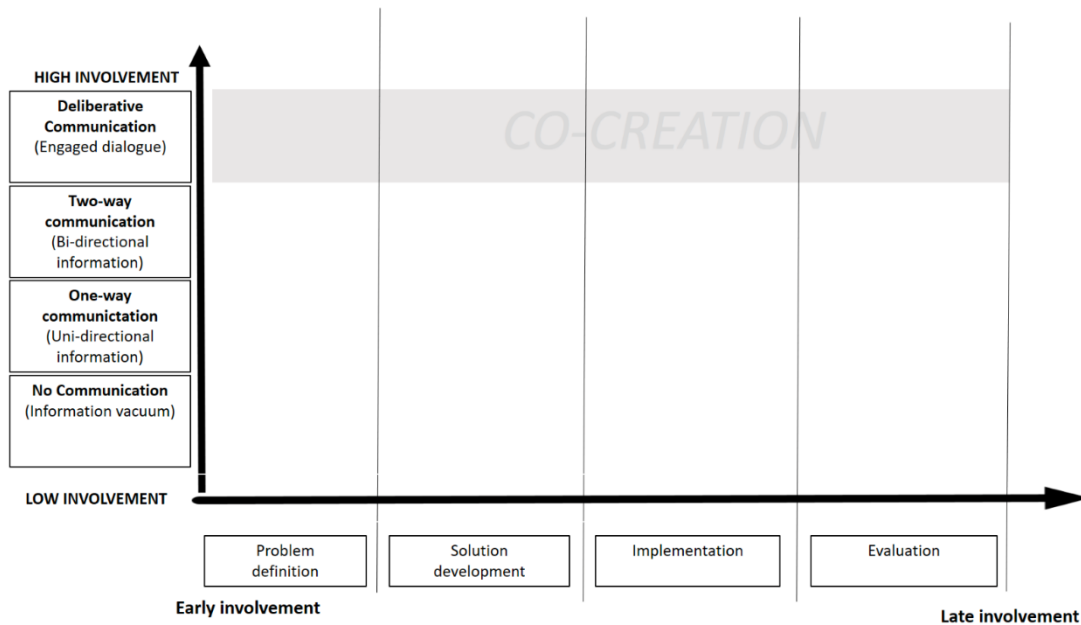 HIGH INVOLVEMENT
Deliberative
Communication
(Engaged dialogue)
CO-CREATION
Two-way
communication
(Bi-directional
information)
One-way
communictation
(Uni-directional
information)
No Communication
(Information vacuum)
LOW INVOLVEMENT
Problem
definition
Solution
development
Implementation
Evaluation
Early involvement
Late involvement